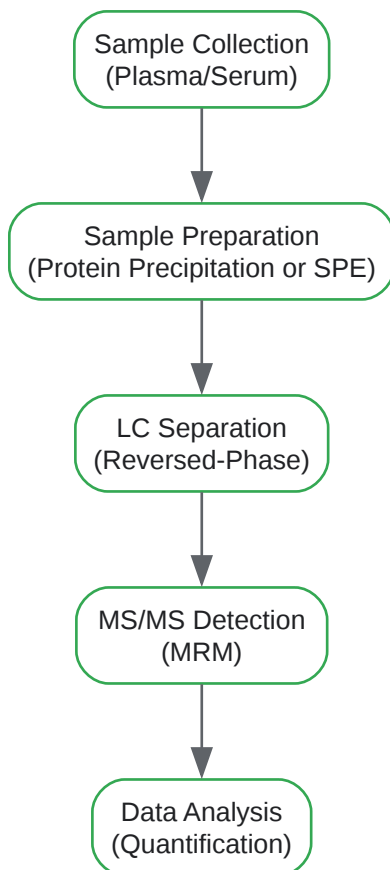 Sample Collection
(Plasma/Serum)
Sample Preparation
(Protein Precipitation or SPE)
LC Separation
(Reversed-Phase)
MS/MS Detection
(MRM)
Data Analysis
(Quantification)